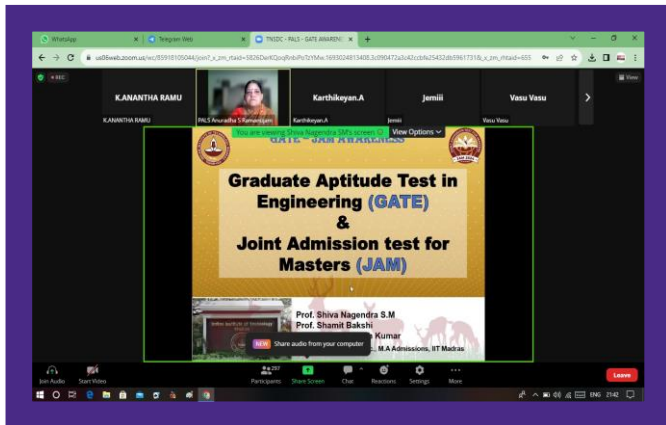 WhatsApp
Telegram Web
TNSDC - PALS - GATE AWARENE
REC
View
K.ANANTHA RAMU
Karthikeyan.A
Jemiii
Vasu Vasu
K.ANANTHA RAMU
PALS Anuradha S Ramanujam
Karthikeyan.A
Jemiii
Vasu Vasu
You are viewing Shiva Nagendra SM's screen
View Options
GATE - JAM AWARENESS
Graduate Aptitude Test in
Engineering (GATE)
&
Joint Admission test for
Masters (JAM)
Prof. Shiva Nagendra S.M
Prof. Shamit Bakshi
Kumar
NEW Share audio from your computer
M.A Admissions, IIT Madras
Join Audio
Start Video
297
Participants
Share Screen
Chat
Reactions
Settings
More
Leave
ENG
2142